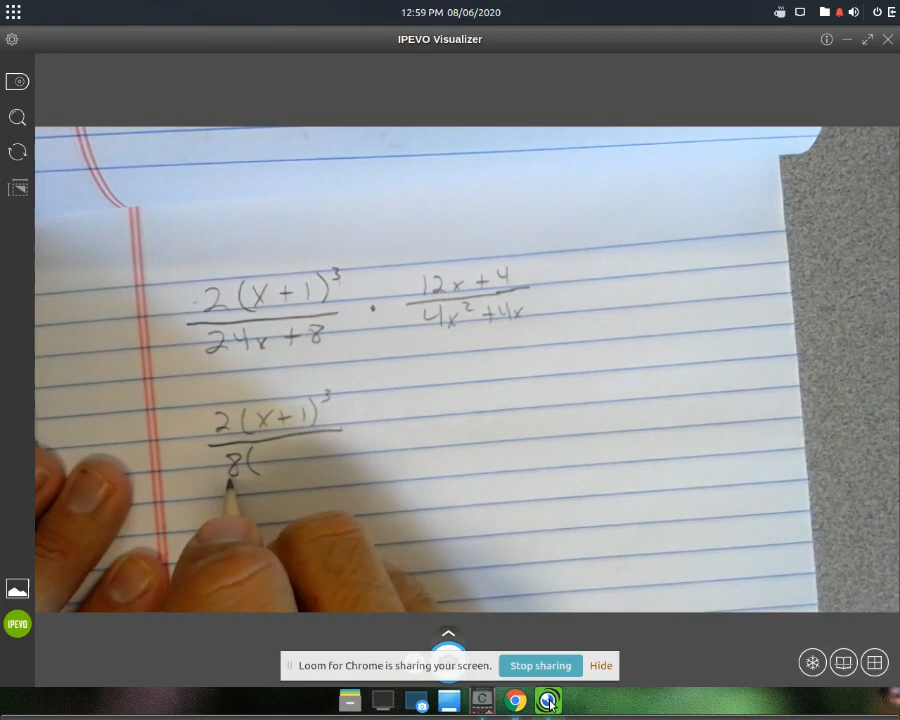 12:59 PM 08/06/2020
IPEVO Visualizer
2(x+1)³ · 12x+4
24x+8 4x²+4x
2(x+1)³
8(
IPEVO
Loom for Chrome is sharing your screen. Stop sharing Hide